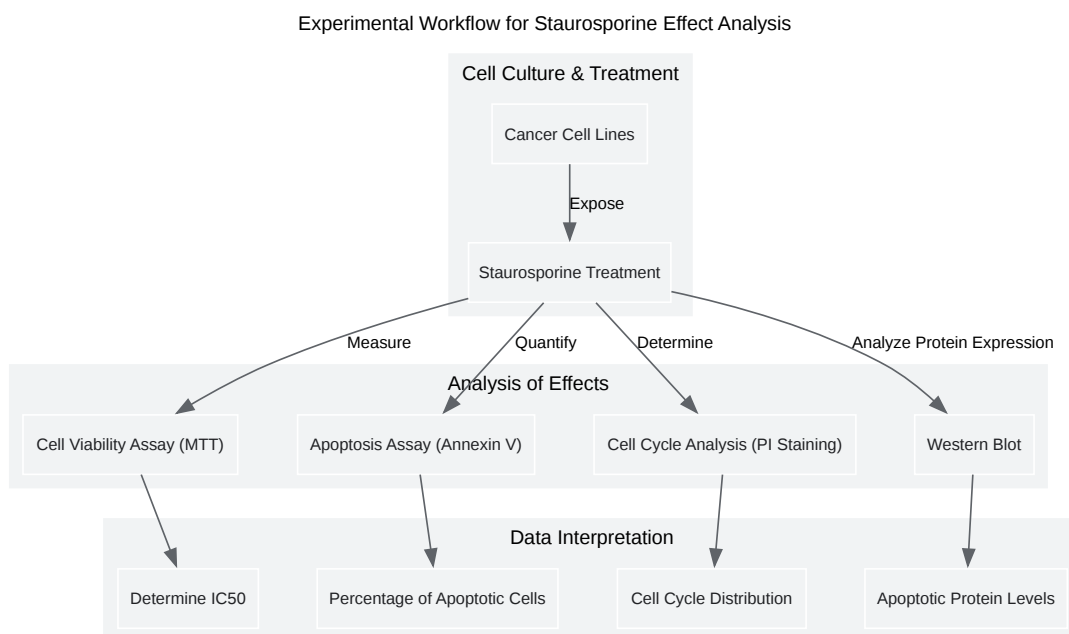 Experimental Workflow for Staurosporine Effect Analysis
Cell Culture & Treatment
Cancer Cell Lines
Expose
Staurosporine Treatment
Measure
Quantify
Determine
Analyze Protein Expression
Analysis of Effects
Cell Viability Assay (MTT)
Apoptosis Assay (Annexin V)
Cell Cycle Analysis (PI Staining)
Western Blot
Data Interpretation
Determine IC50
Percentage of Apoptotic Cells
Cell Cycle Distribution
Apoptotic Protein Levels